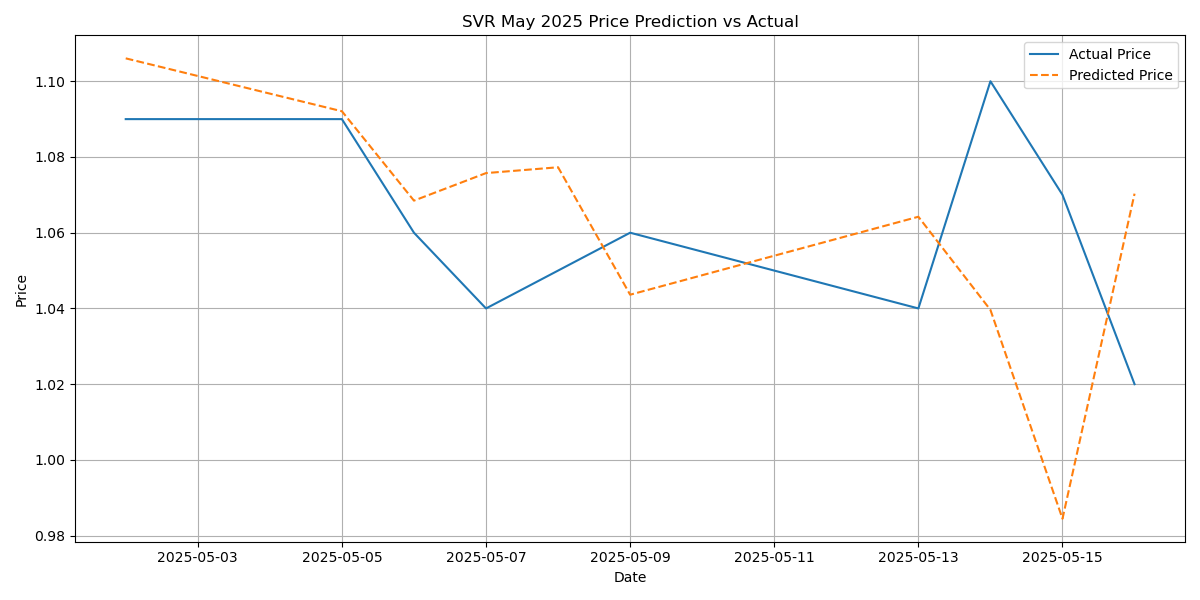 SVR May 2025 Price Prediction vs Actual
Actual Price
Predicted Price
Price
1.10
1.08
1.06
1.04
1.02
1.00
0.98
2025-05-03 2025-05-05 2025-05-07 2025-05-09 2025-05-11 2025-05-13 2025-05-15
Date